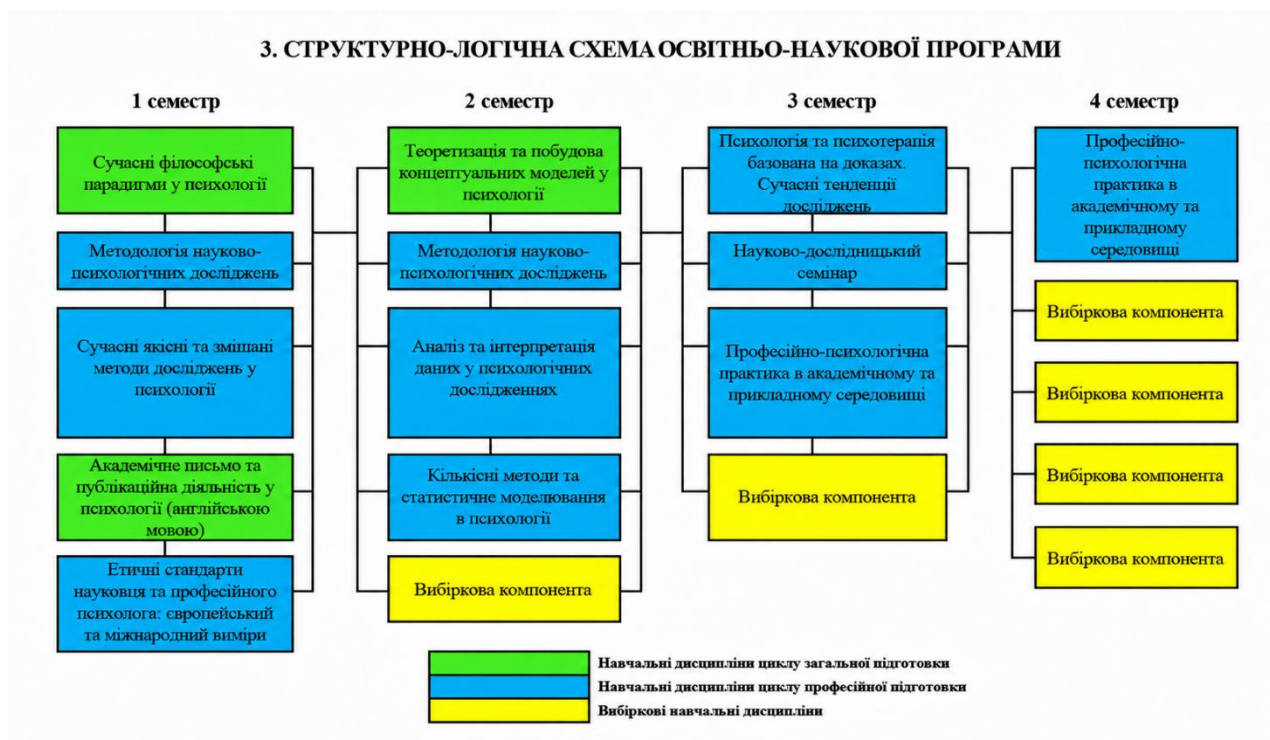 3. СТРУКТУРНО-ЛОГІЧНА СХЕМА ОСВІТНЬО-НАУКОВОЇ ПРОГРАМИ
1 семестр
Сучасні філософські
парадигми у психології
Методологія науково-
психологічних досліджень
Сучасні якісні та змішані
методи досліджень у
психології
Академічне письмо та
публікаційна діяльність у
психології (англійською
мовою)
Етичні стандарти
науковця та професійного
психолога: європейський
та міжнародний виміри
2 семестр
Теоретизація та побудова
концептуальних моделей у
психології
Методологія науково-
психологічних досліджень
Аналіз та інтерпретація
даних у психологічних
дослідженнях
Кількісні методи та
статистичне моделювання
в психології
Вибіркова компонента
3 семестр
Психологія та психотерапія
базована на доказах.
Сучасні тенденції
досліджень
Науково-дослідницький
семінар
Професійно-психологічна
практика в академічному та
прикладному середовищі
Вибіркова компонента
4 семестр
Професійно-
психологічна
практика в
академічному та
прикладному
середовищі
Вибіркова компонента
Вибіркова компонента
Вибіркова компонента
Вибіркова компонента
Навчальні дисципліни циклу загальної підготовки
Навчальні дисципліни циклу професійної підготовки
Вибіркові навчальні дисципліни